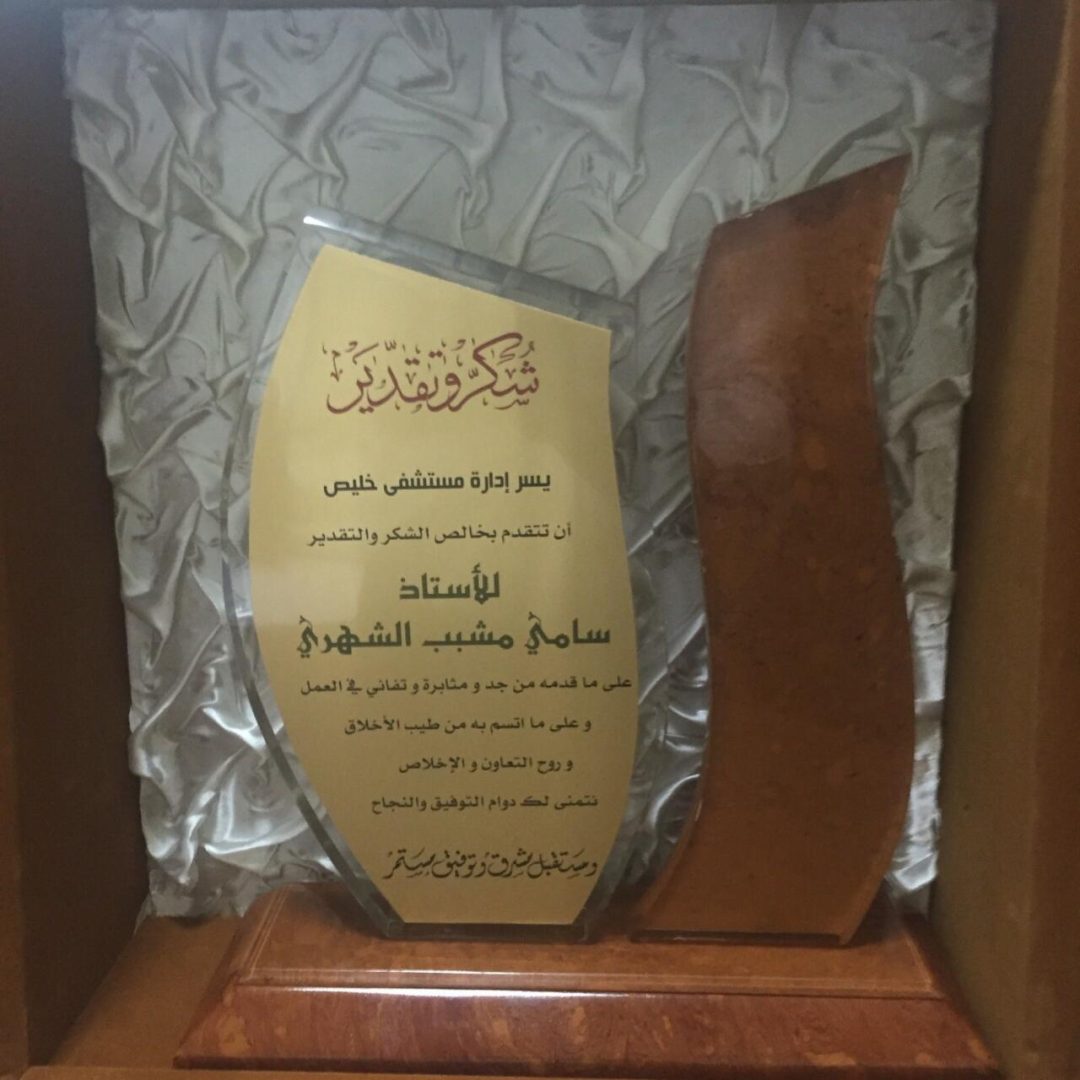 شكر وتقدير
يسر إدارة مستشفى خليص
أن تتقدم بخالص الشكر والتقدير
للأستاذ
سامي مشبب الشهري
على ما قدمه من جد و مثابرة و تفاني في العمل
و على ما اتسم به من طيب الأخلاق
و روح التعاون و الإخلاص
نتمنى لك دوام التوفيق والنجاح
ومستقبل مشرق وتوفيق مستمر